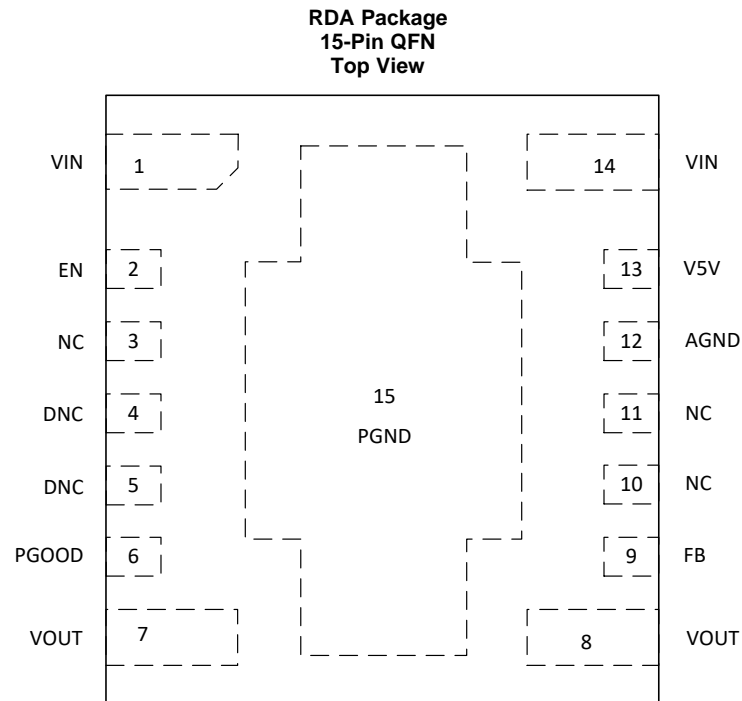 RDA Package
15-Pin QFN
Top View
VIN 1 14 VIN
EN 2 13 V5V
NC 3 12 AGND
DNC 4 11 NC
15
PGND
DNC 5 10 NC
PGOOD 6 9 FB
VOUT 7 8 VOUT